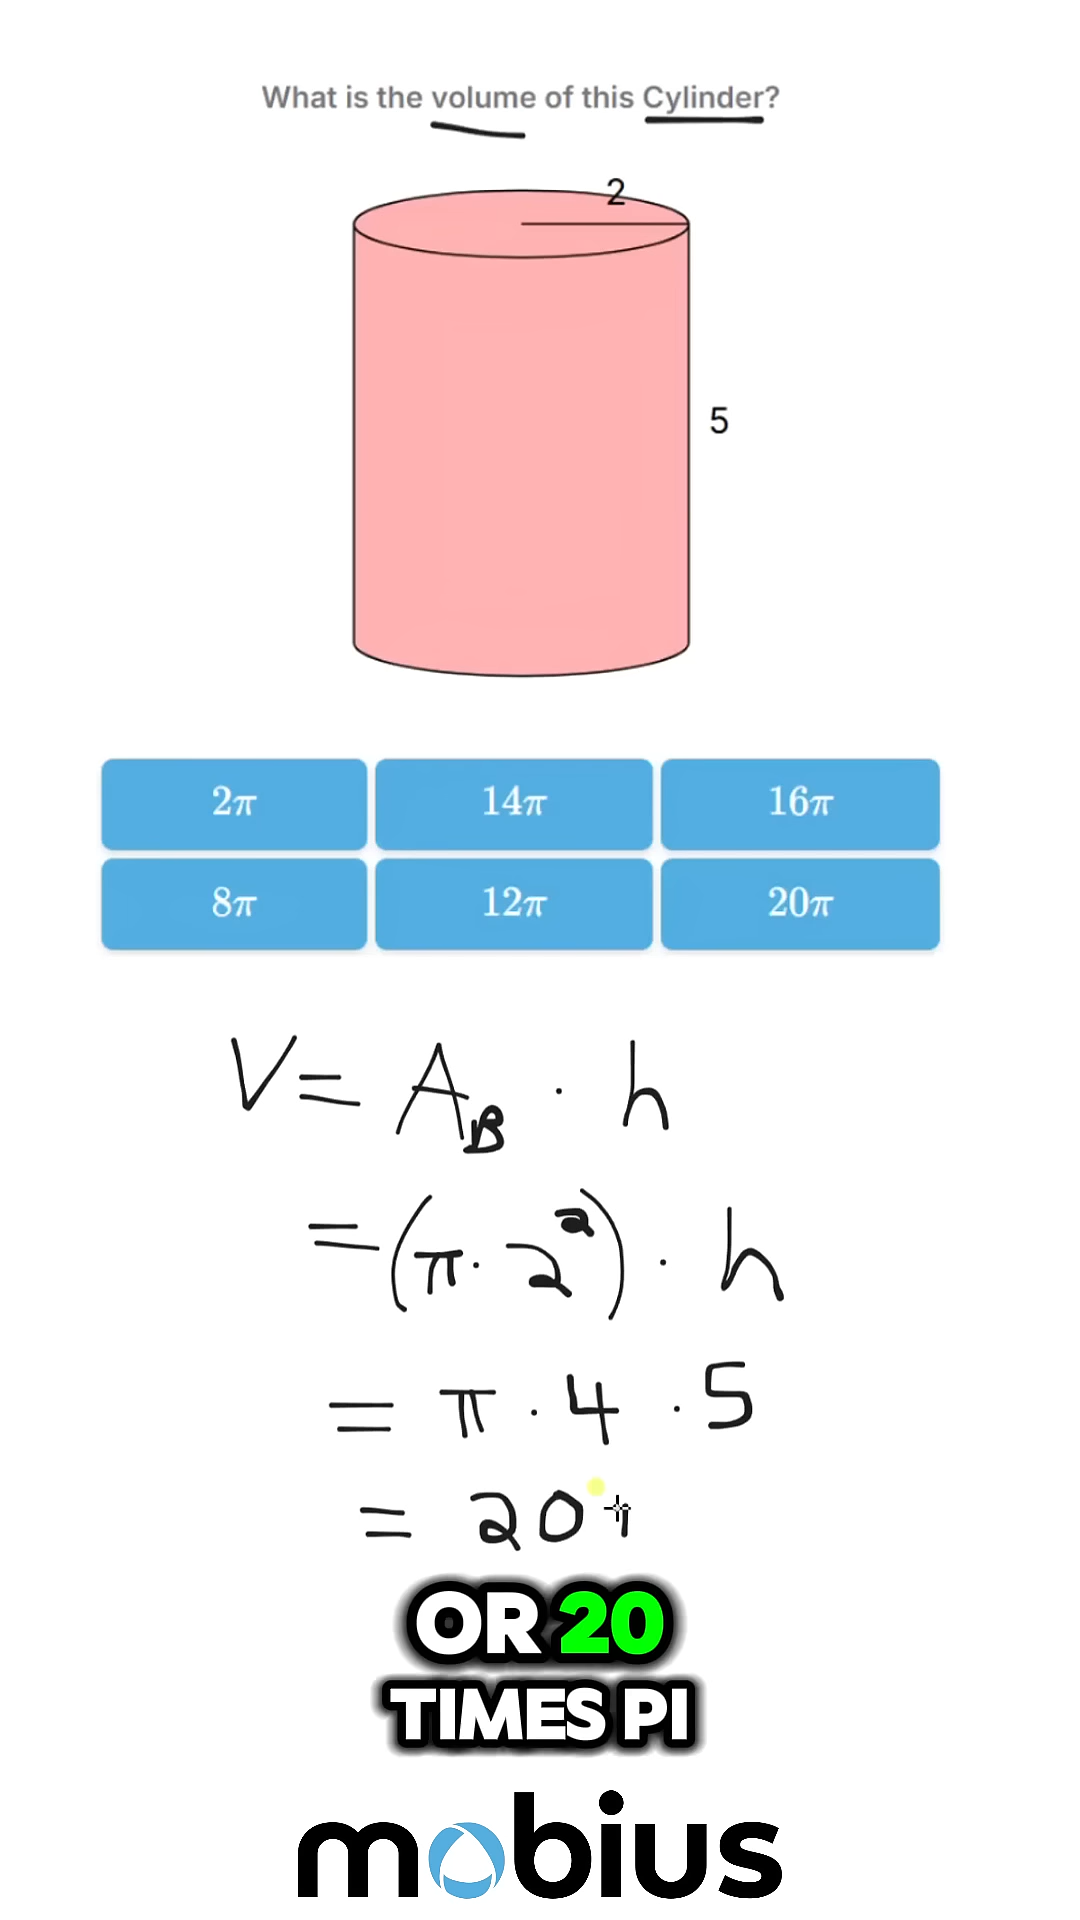 What is the volume of this Cylinder?
2
5
2π 14π 16π
8π 12π 20π
V = A_B · h
= (π · 2²) · h
= π · 4 · 5
= 20
OR 20
TIMES PI
mobius